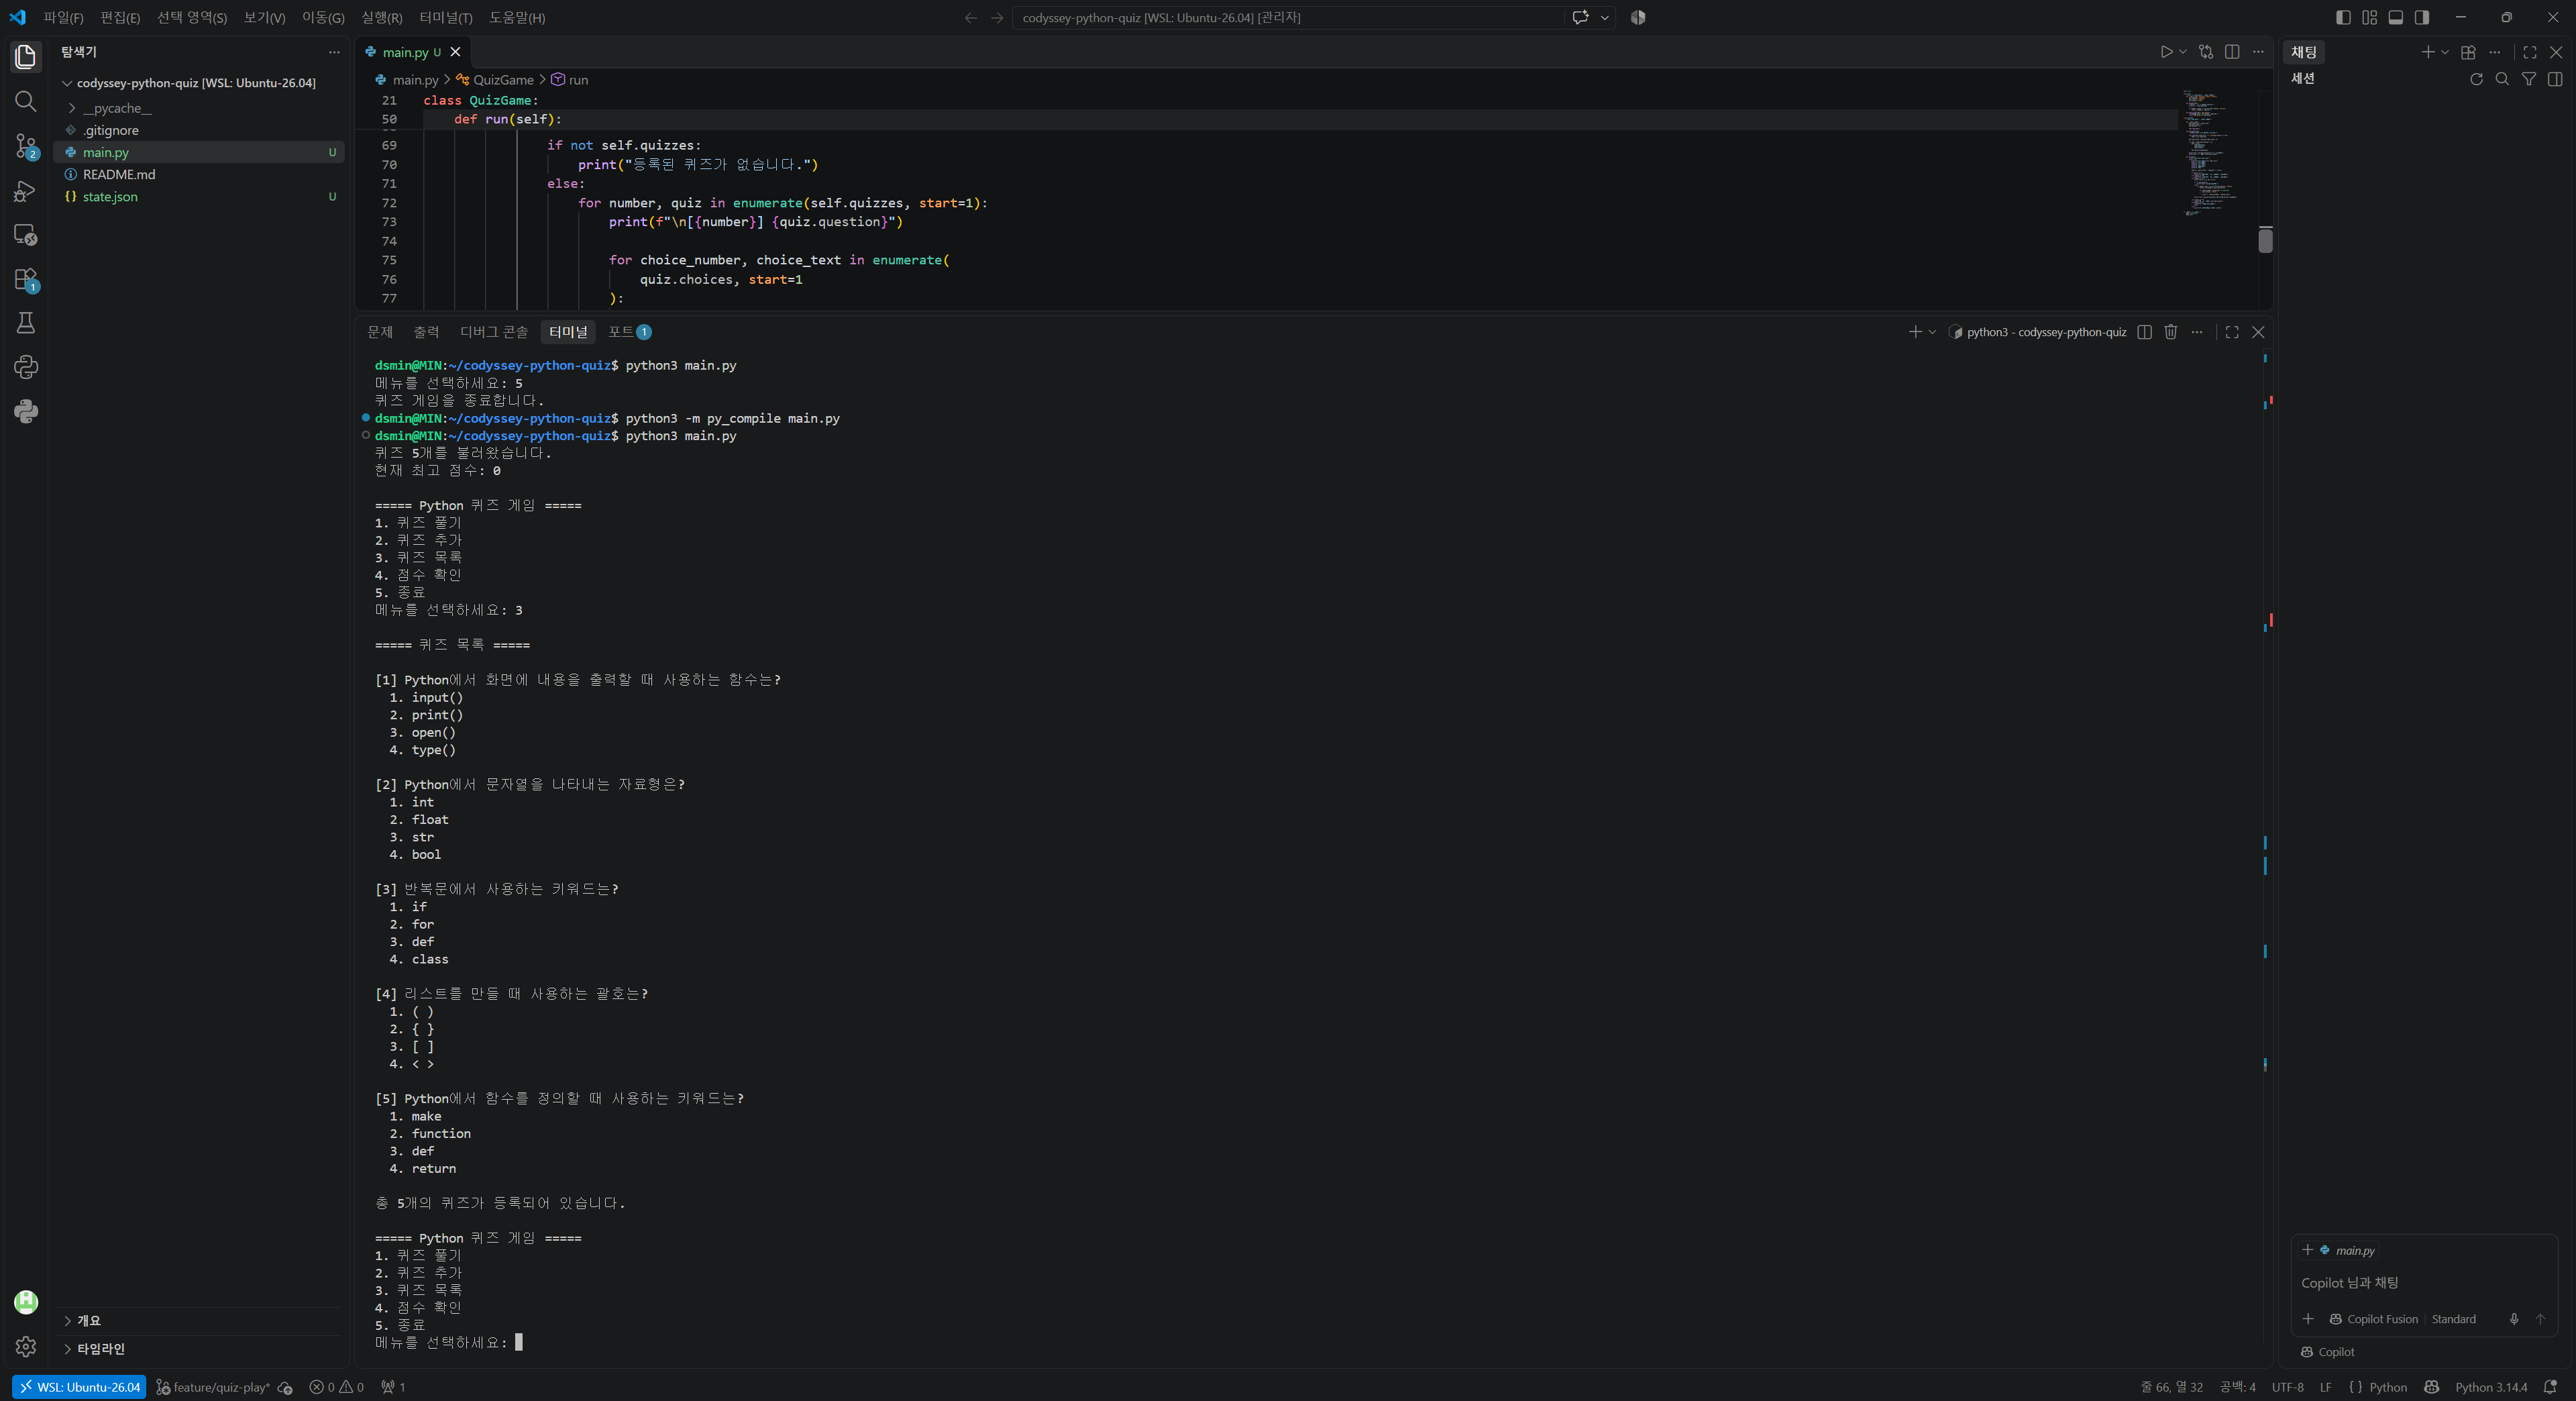 파일(F) 편집(E) 선택 영역(S) 보기(V) 이동(G) 실행(R) 터미널(T) 도움말(H)
codyssey-python-quiz [WSL: Ubuntu-26.04] [관리자]
탐색기
codyssey-python-quiz [WSL: Ubuntu-26.04]
__pycache__
.gitignore
main.py U
README.md
{} state.json U
2
1
개요
타임라인
main.py U
main.py > QuizGame > run
21 class QuizGame:
50 def run(self):
69 if not self.quizzes:
70 print("등록된 퀴즈가 없습니다.")
71 else:
72 for number, quiz in enumerate(self.quizzes, start=1):
73 print(f"\n[{number}] {quiz.question}")
74
75 for choice_number, choice_text in enumerate(
76 quiz.choices, start=1
77 ):
문제 출력 디버그 콘솔 터미널 포트 1
python3 - codyssey-python-quiz
dsmin@MIN:~/codyssey-python-quiz$ python3 main.py
메뉴를 선택하세요: 5
퀴즈 게임을 종료합니다.
dsmin@MIN:~/codyssey-python-quiz$ python3 -m py_compile main.py
dsmin@MIN:~/codyssey-python-quiz$ python3 main.py
퀴즈 5개를 불러왔습니다.
현재 최고 점수: 0
===== Python 퀴즈 게임 =====
1. 퀴즈 풀기
2. 퀴즈 추가
3. 퀴즈 목록
4. 점수 확인
5. 종료
메뉴를 선택하세요: 3
===== 퀴즈 목록 =====
[1] Python에서 화면에 내용을 출력할 때 사용하는 함수는?
1. input()
2. print()
3. open()
4. type()
[2] Python에서 문자열을 나타내는 자료형은?
1. int
2. float
3. str
4. bool
[3] 반복문에서 사용하는 키워드는?
1. if
2. for
3. def
4. class
[4] 리스트를 만들 때 사용하는 괄호는?
1. ( )
2. { }
3. [ ]
4. < >
[5] Python에서 함수를 정의할 때 사용하는 키워드는?
1. make
2. function
3. def
4. return
총 5개의 퀴즈가 등록되어 있습니다.
===== Python 퀴즈 게임 =====
1. 퀴즈 풀기
2. 퀴즈 추가
3. 퀴즈 목록
4. 점수 확인
5. 종료
메뉴를 선택하세요:
채팅
세션
main.py
Copilot 님과 채팅
Copilot Fusion Standard
Copilot
WSL: Ubuntu-26.04 feature/quiz-play* 0 0 1
줄 66, 열 32 공백: 4 UTF-8 LF { } Python Python 3.14.4